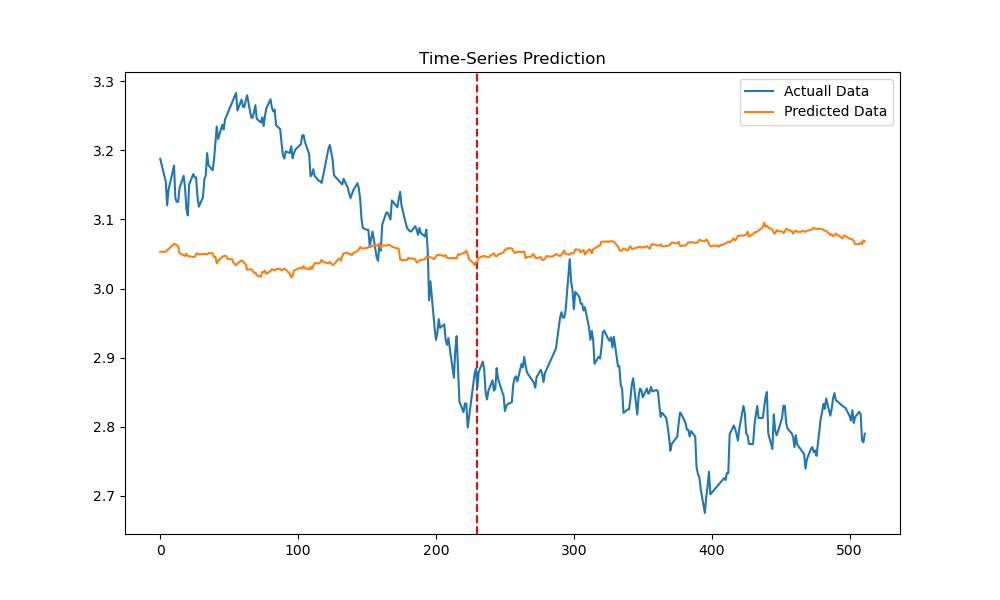 Time-Series Prediction
Actuall Data
Predicted Data
3.3
3.2
3.1
3.0
2.9
2.8
2.7
0 100 200 300 400 500